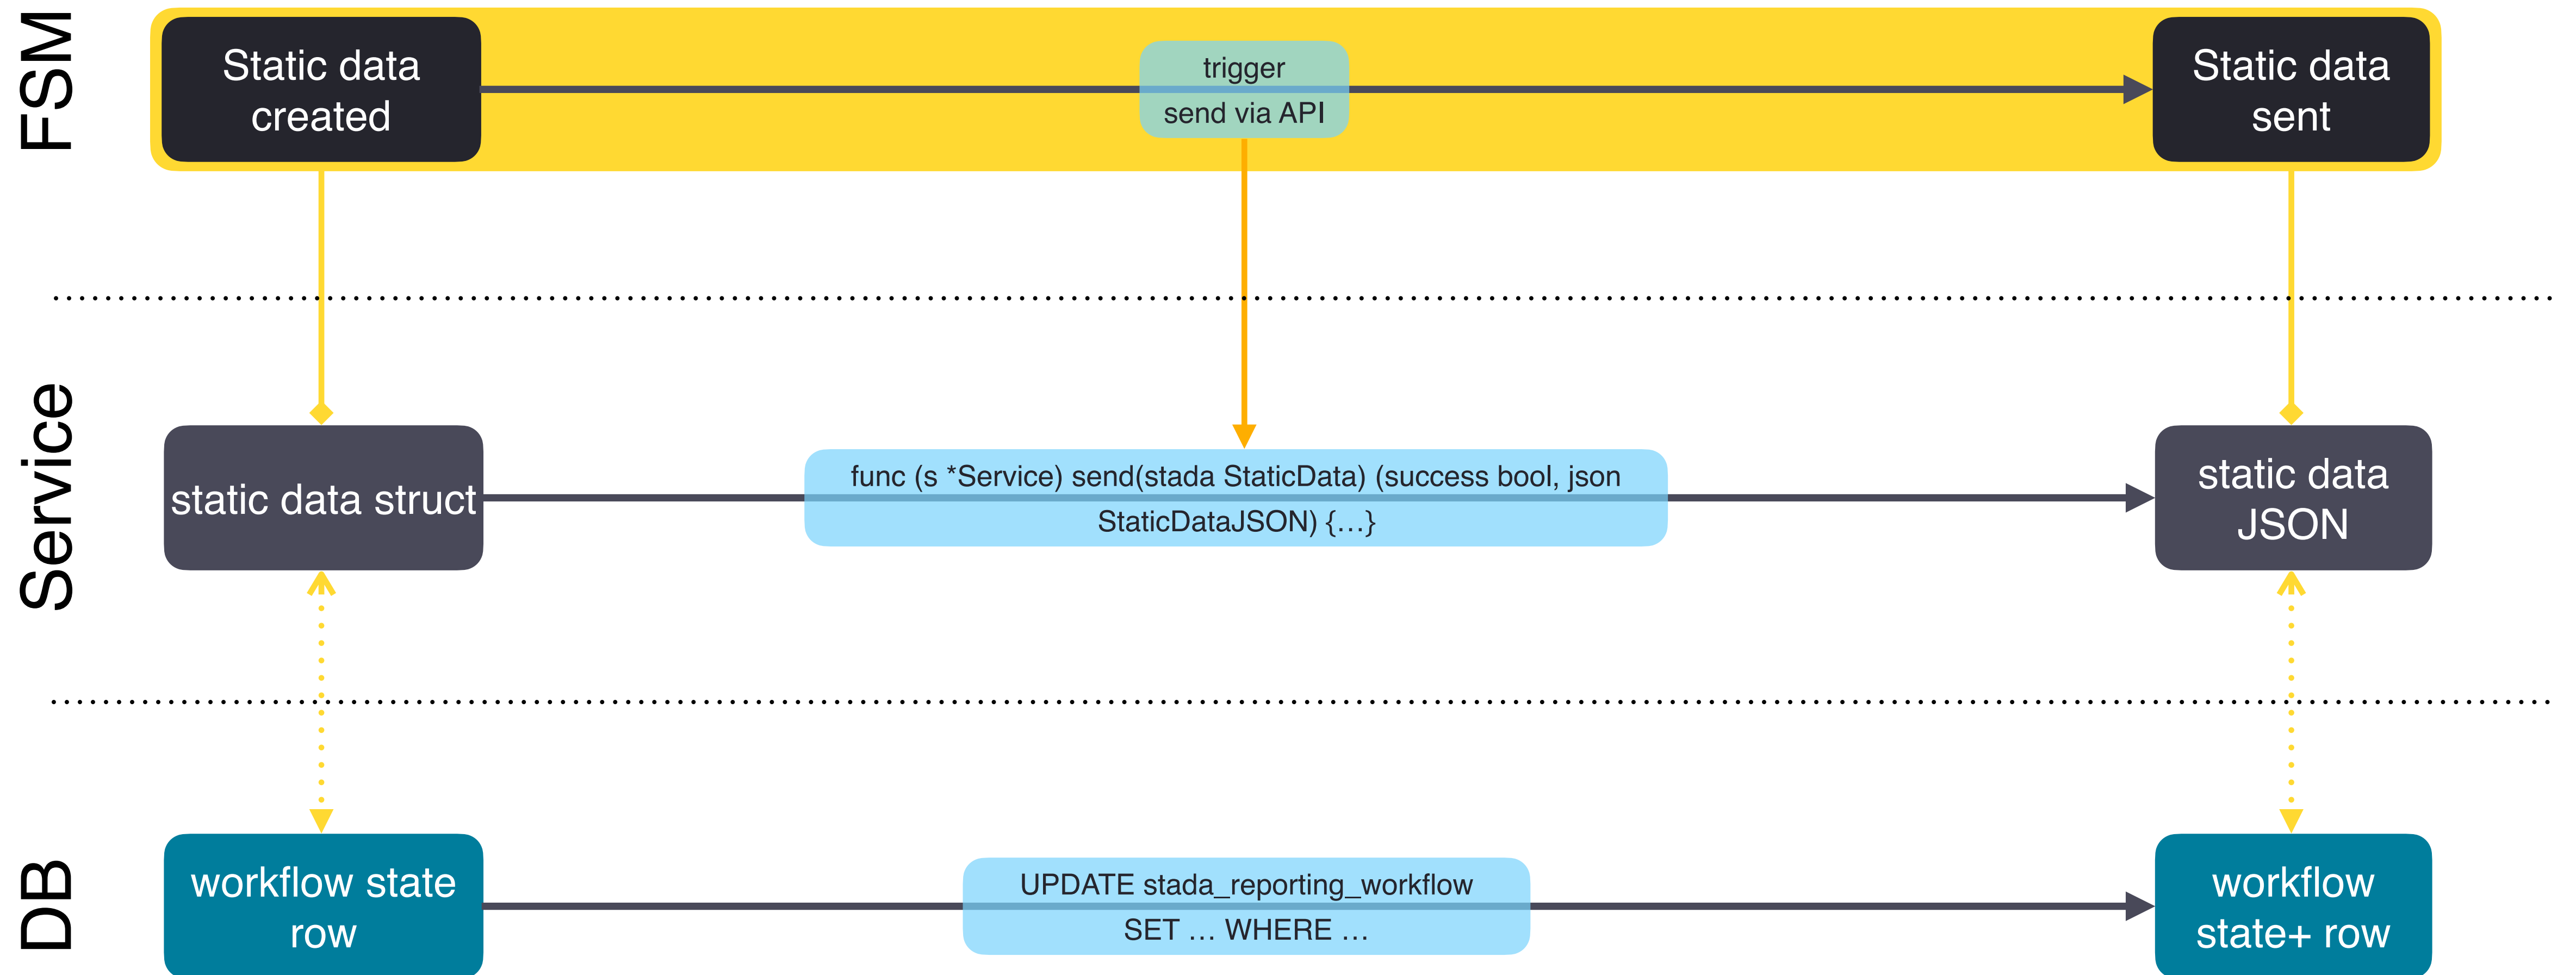 FSM
Static data
created
trigger
send via API
Static data
sent
Service
static data struct
func (s *Service) send(stada StaticData) (success bool, json
StaticDataJSON) {…}
static data
JSON
DB
workflow state
row
UPDATE stada_reporting_workflow
SET … WHERE …
workflow
state+ row